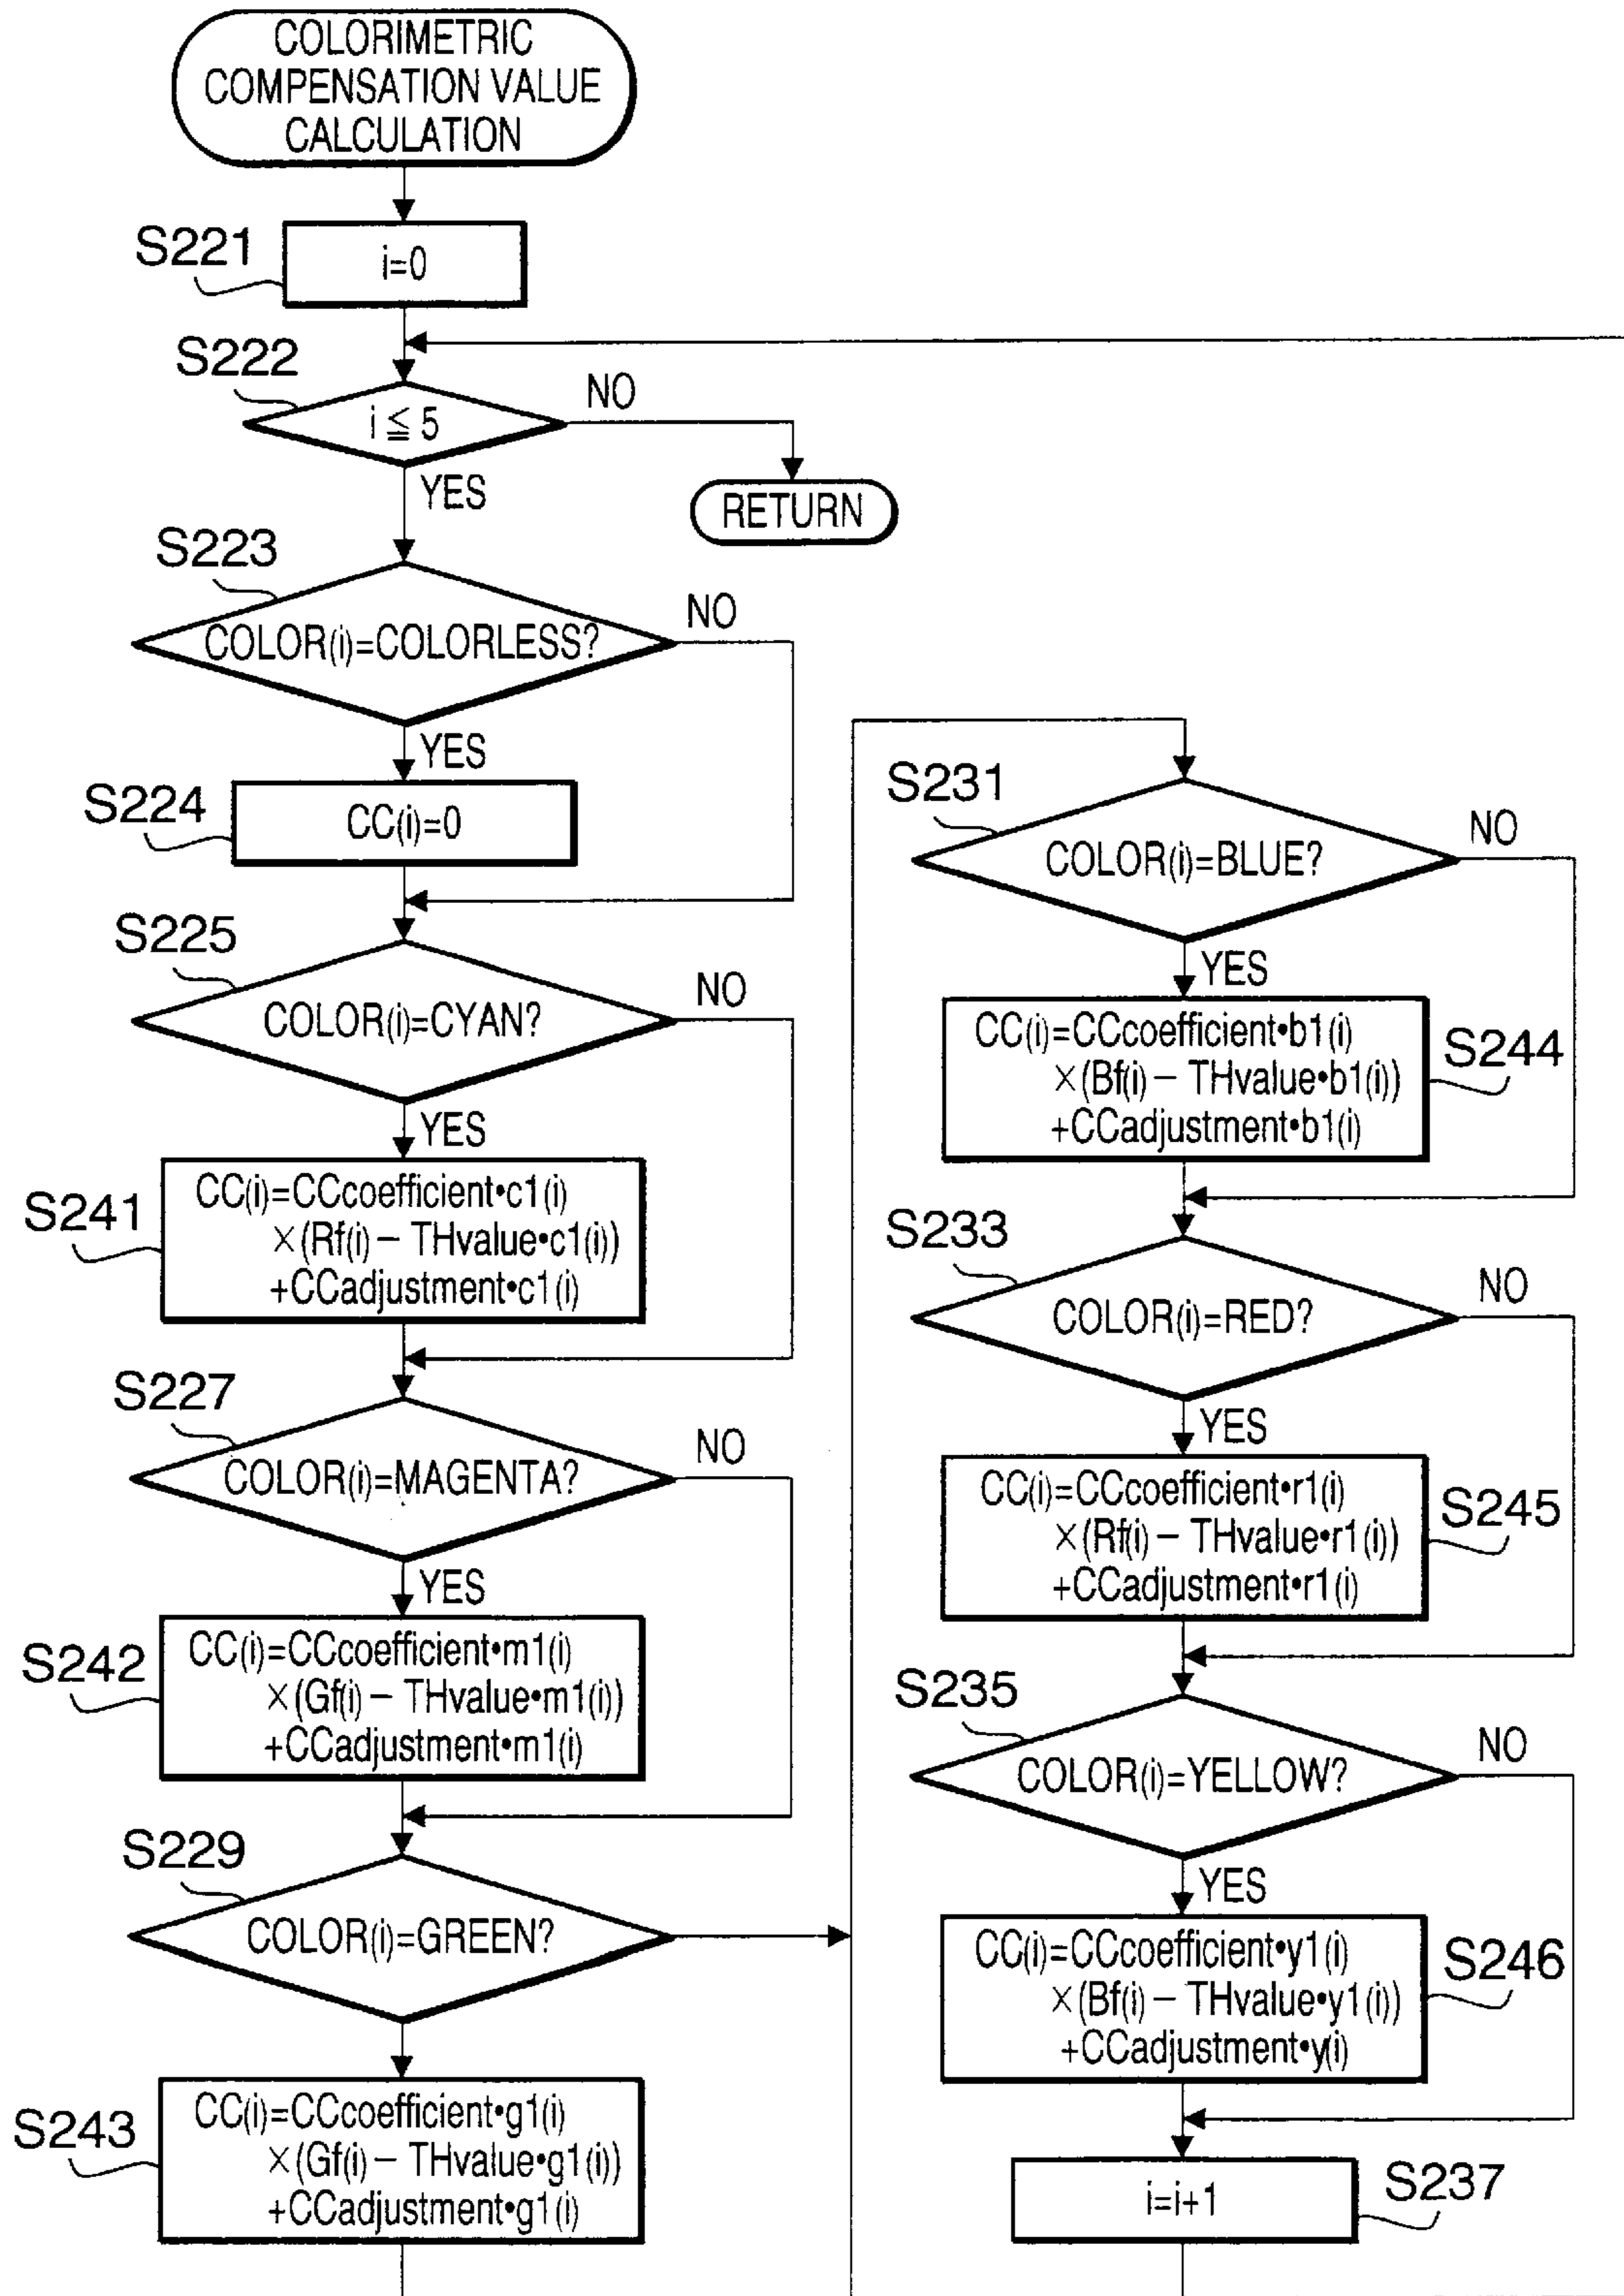 COLORIMETRIC
COMPENSATION VALUE
CALCULATION
S221
i=0
S222
i ≦ 5
NO
YES
RETURN
S223
COLOR(i)=COLORLESS?
NO
YES
S224
CC(i)=0
S225
COLOR(i)=CYAN?
NO
YES
S241
CC(i)=CCcoefficient•c1(i)
×(Rf(i)− THvalue•c1(i))
+CCadjustment•c1(i)
S227
COLOR(i)=MAGENTA?
NO
YES
S242
CC(i)=CCcoefficient•m1(i)
×(Gf(i)− THvalue•m1(i))
+CCadjustment•m1(i)
S229
COLOR(i)=GREEN?
S243
CC(i)=CCcoefficient•g1(i)
×(Gf(i)− THvalue•g1(i))
+CCadjustment•g1(i)
S231
COLOR(i)=BLUE?
NO
YES
CC(i)=CCcoefficient•b1(i)
×(Bf(i)− THvalue•b1(i))
+CCadjustment•b1(i)
S244
S233
COLOR(i)=RED?
NO
YES
CC(i)=CCcoefficient•r1(i)
×(Rf(i)− THvalue•r1(i))
+CCadjustment•r1(i)
S245
S235
COLOR(i)=YELLOW?
NO
YES
CC(i)=CCcoefficient•y1(i)
×(Bf(i)− THvalue•y1(i))
+CCadjustment•y(i)
S246
i=i+1
S237